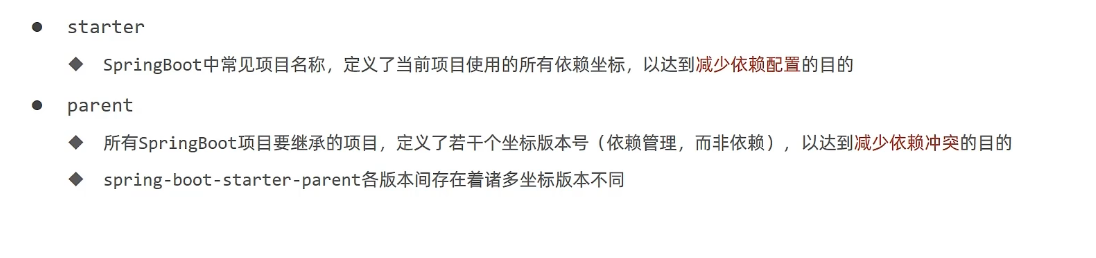 ● starter
◆ SpringBoot中常见项目名称，定义了当前项目使用的所有依赖坐标，以达到减少依赖配置的目的
● parent
◆ 所有SpringBoot项目要继承的项目，定义了若干个坐标版本号（依赖管理，而非依赖），以达到减少依赖冲突的目的
◆ spring-boot-starter-parent各版本间存在着诸多坐标版本不同